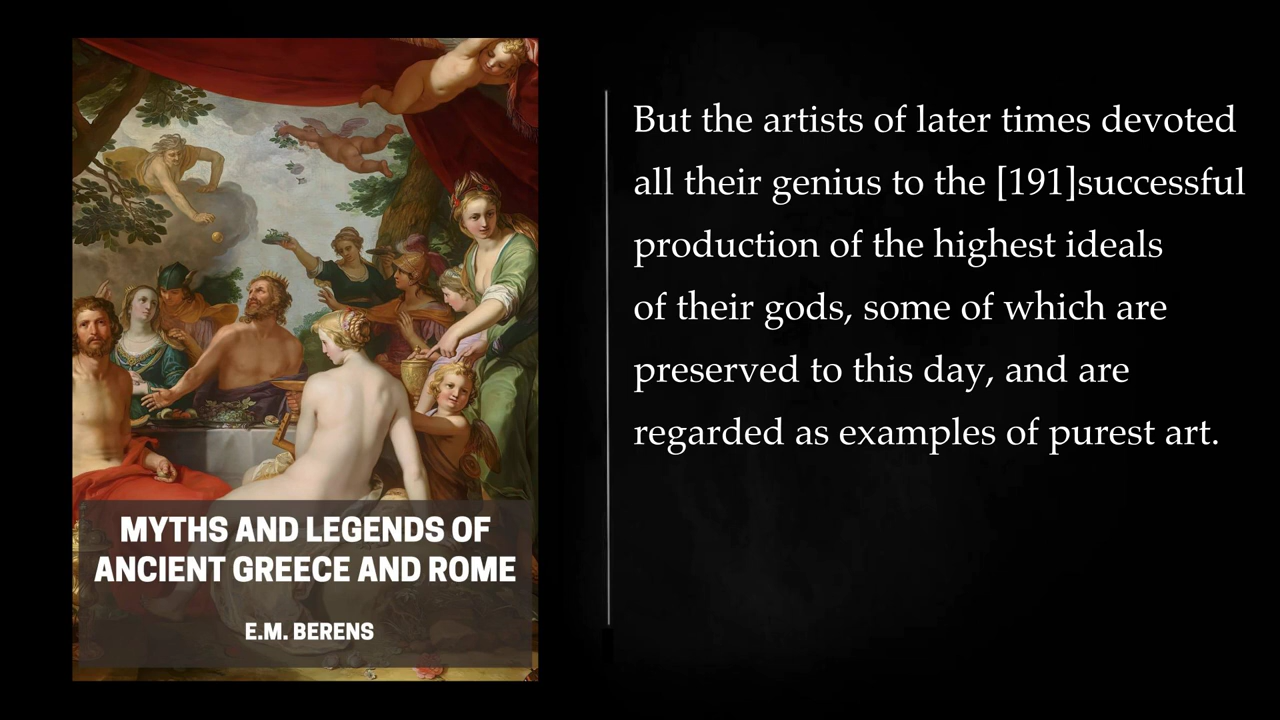 MYTHS AND LEGENDS OF
ANCIENT GREECE AND ROME
E.M. BERENS
But the artists of later times devoted
all their genius to the [191]successful
production of the highest ideals
of their gods, some of which are
preserved to this day, and are
regarded as examples of purest art.